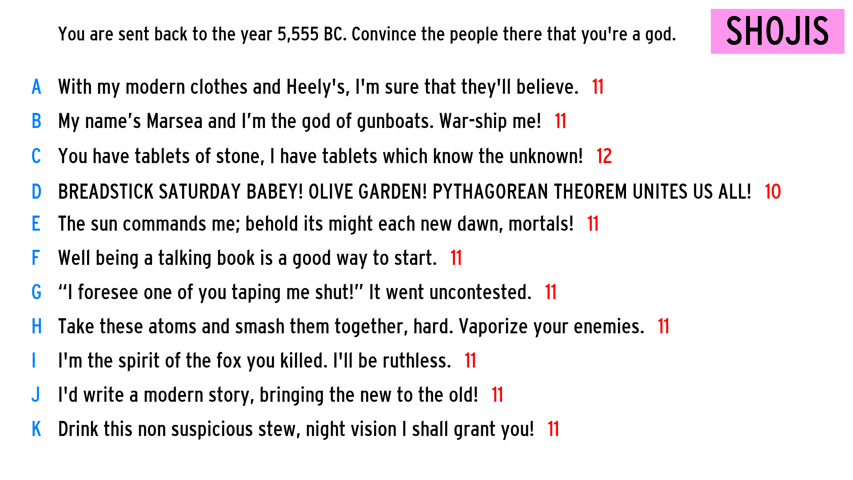 You are sent back to the year 5,555 BC. Convince the people there that you're a god.
SHOJIS
A With my modern clothes and Heely's, I'm sure that they'll believe. 11
B My name’s Marsea and I’m the god of gunboats. War-ship me! 11
C You have tablets of stone, I have tablets which know the unknown! 12
D BREADSTICK SATURDAY BABEY! OLIVE GARDEN! PYTHAGOREAN THEOREM UNITES US ALL! 10
E The sun commands me; behold its might each new dawn, mortals! 11
F Well being a talking book is a good way to start. 11
G “I foresee one of you taping me shut!” It went uncontested. 11
H Take these atoms and smash them together, hard. Vaporize your enemies. 11
I I'm the spirit of the fox you killed. I'll be ruthless. 11
J I'd write a modern story, bringing the new to the old! 11
K Drink this non suspicious stew, night vision I shall grant you! 11